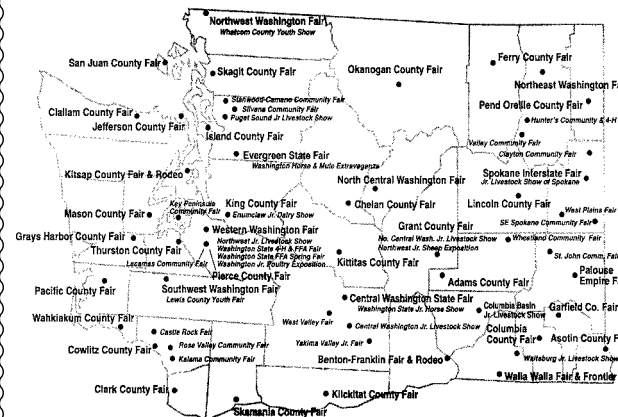 Northwest Washington Fair
Whatcom County Youth Show
San Juan County Fair
Skagit County Fair
Okanogan County Fair
Ferry County Fair
Northeast Washington F
Stanwood-Camano Community Fair
Silvana Community Fair
Puget Sound Jr Livestock Show
Clallam County Fair
Jefferson County Fair
Island County Fair
Pend Oreille County Fair
Hunter's Community & 4-H
Valley Community Fair
Clayton Community Fair
Evergreen State Fair
Washington Horse & Mule Extravaganza
Kitsap County Fair & Rodeo
North Central Washington Fair
Spokane Interstate Fair
Jr. Livestock Show of Spokane
Key Peninsula
Community Fair
King County Fair
Enumclaw Jr. Dairy Show
Chelan County Fair
Lincoln County Fair
West Plains Fair
SE Spokane Community Fair
Mason County Fair
Grant County Fair
No. Central Wash. Jr. Livestock Show
Northwest Jr. Sheep Exposition
Wheatland Community Fair
Grays Harbor County Fair
Western Washington Fair
Northwest Jr. Livestock Show
Washington State 4-H & FFA Fair
Washington State FFA Spring Fair
Washington Jr. Poultry Exposition
Thurston County Fair
Lacamas Community Fair
Kittitas County Fair
St. John Comm. Fair
Pierce County Fair
Adams County Fair
Palouse
Empire F
Pacific County Fair
Southwest Washington Fair
Lewis County Youth Fair
Central Washington State Fair
Washington State Jr. Horse Show
Columbia Basin
Jr. Livestock Show
Garfield Co. Fair
Wahkiakum County Fair
Castle Rock Fair
West Valley Fair
Central Washington Jr. Livestock Show
Columbia
County Fair
Asotin County F
Cowlitz County Fair
Rose Valley Community Fair
Kalama Community Fair
Yakima Valley Jr. Fair
Benton-Franklin Fair & Rodeo
Waitsburg Jr. Livestock Show
Walla Walla Fair & Frontier
Clark County Fair
Skamania County Fair
Klickitat County Fair